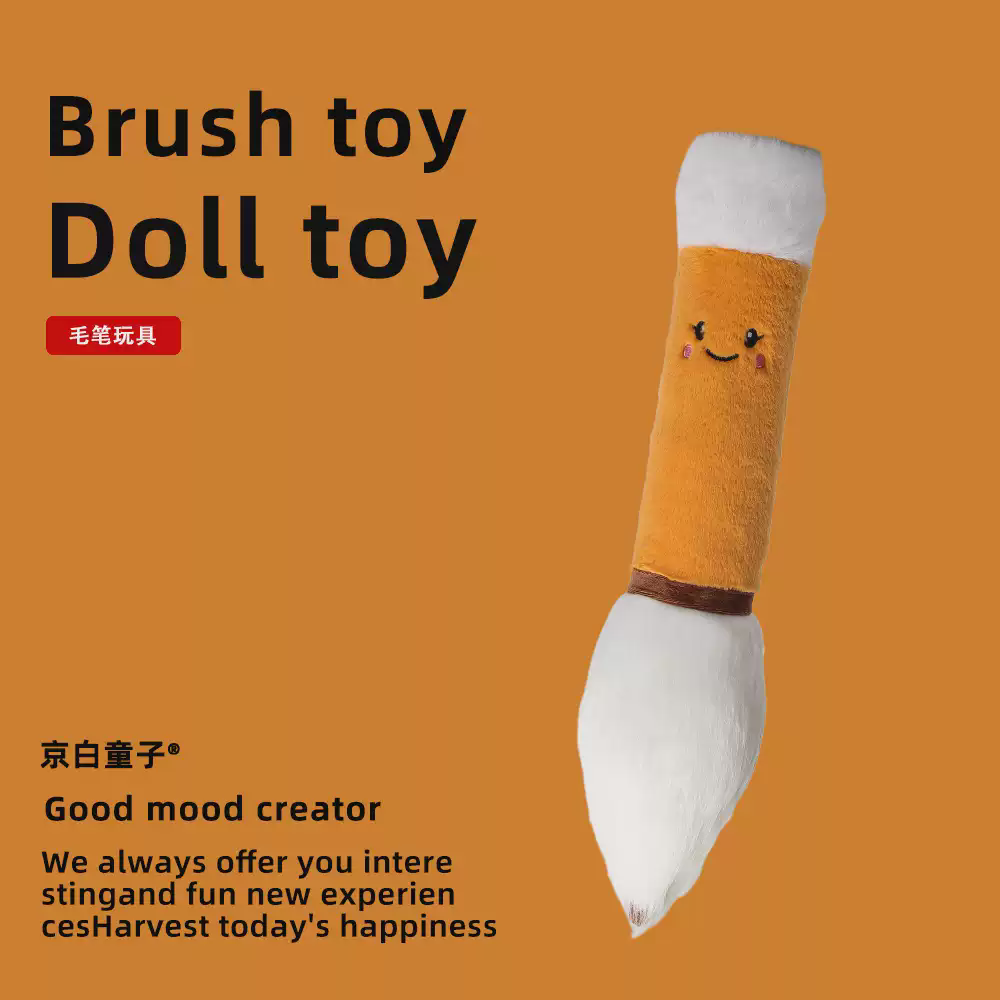 Brush toy
Doll toy
毛笔玩具
京白童子®
Good mood creator
We always offer you intere
stingand fun new experien
cesHarvest today's happiness